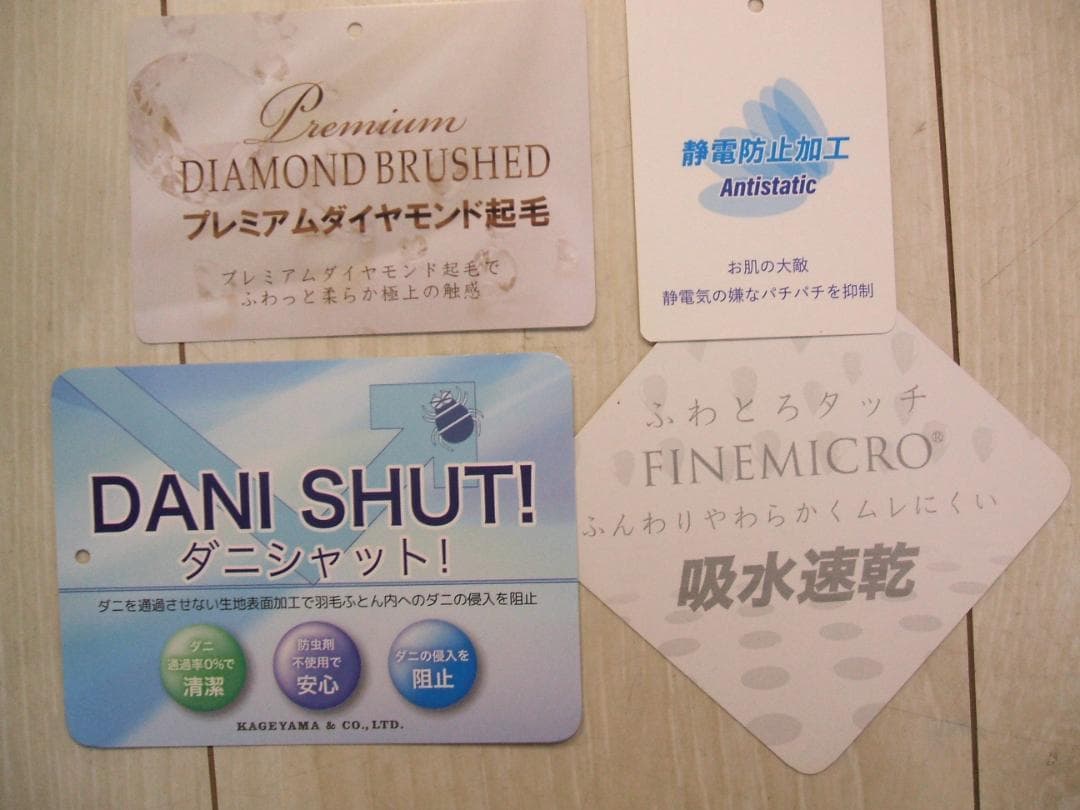 Premium
DIAMOND BRUSHED
プレミアムダイヤモンド起毛
プレミアムダイヤモンド起毛で
ふわっと柔らか極上の触感
静電防止加工
Antistatic
お肌の大敵
静電気の嫌なパチパチを抑制
DANI SHUT!
ダニシャット!
ダニを通過させない生地表面加工で羽毛ふとん内へのダニの侵入を阻止
ダニ
通過率0%で
清潔
防虫剤
不使用で
安心
ダニの侵入を
阻止
KAGEYAMA & CO., LTD.
ふわとろタッチ
FINEMICRO®
ふんわりやわらかくムレにくい
吸水速乾